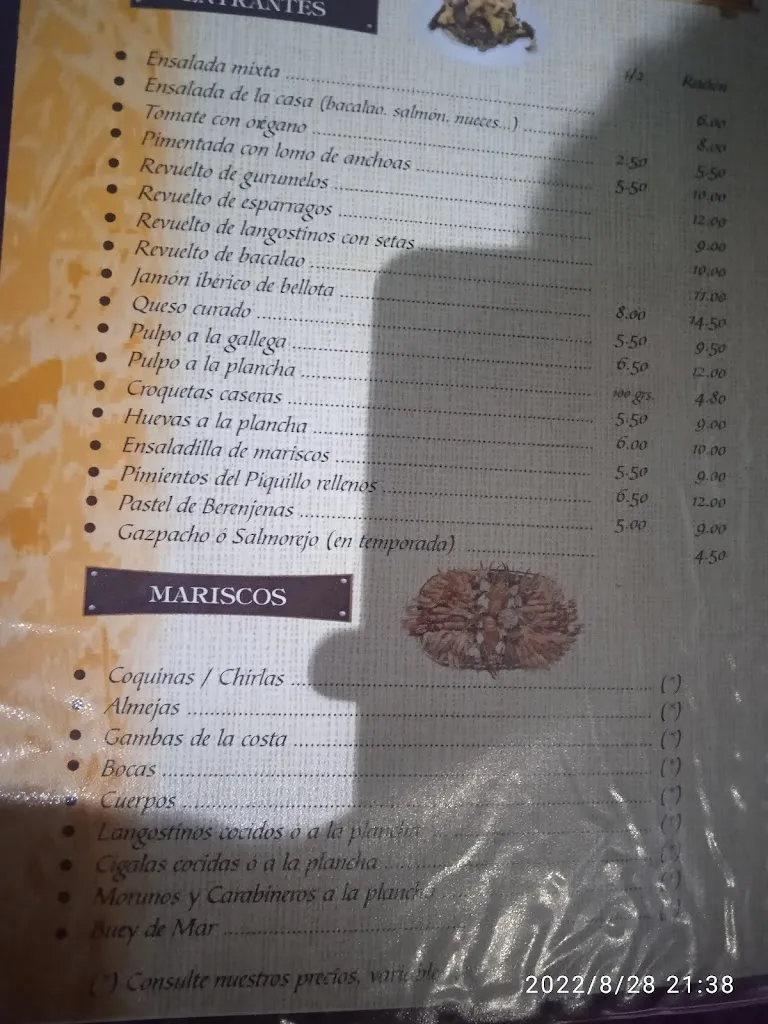 ENTRANTES
1/2 Ración
Ensalada mixta 6.00
Ensalada de la casa (bacalao, salmón, nueces...) 8.00
Tomate con orégano 2.50 5.50
Pimentada con lomo de anchoas 5.50 10.00
Revuelto de gurumelos 12.00
Revuelto de esparragos 9.00
Revuelto de langostinos con setas 10.00
Revuelto de bacalao 11.00
Jamón ibérico de bellota 8.00 14.50
Queso curado 5.50 9.50
Pulpo a la gallega 6.50 12.00
Pulpo a la plancha 100 grs. 4.80
Croquetas caseras 5.50 9.00
Huevas a la plancha 6.00 10.00
Ensaladilla de mariscos 5.50 9.00
Pimientos del Piquillo rellenos 6.50 12.00
Pastel de Berenjenas 5.00 9.00
Gazpacho ó Salmorejo (en temporada) 4.50
MARISCOS
Coquinas / Chirlas (*)
Almejas (*)
Gambas de la costa (*)
Bocas (*)
Cuerpos (*)
Langostinos cocidos o a la plancha (*)
Cigalas cocidas ó a la plancha (*)
Morunos y Carabineros a la plancha (*)
Buey de Mar
(*) Consulte nuestros precios, variable
2022/8/28 21:38